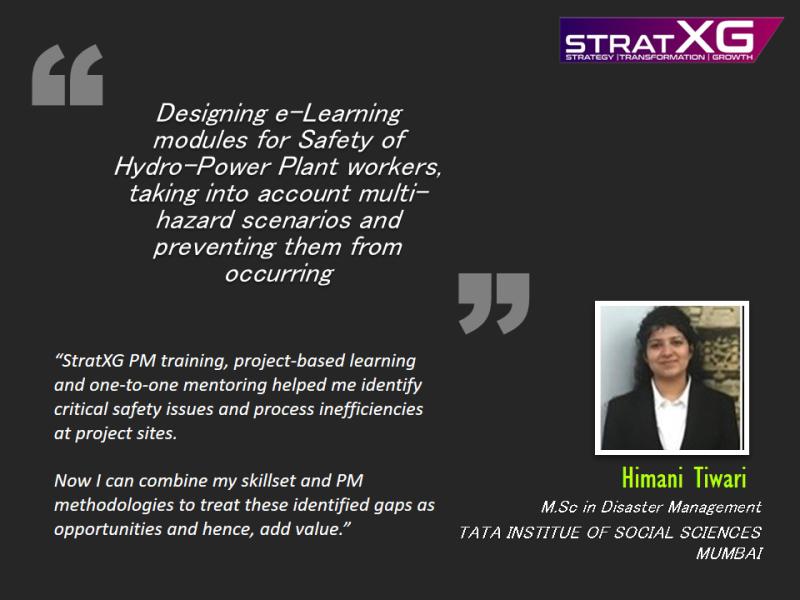 STRATXG
STRATEGY | TRANSFORMATION | GROWTH
“
Designing e-Learning
modules for Safety of
Hydro-Power Plant workers,
taking into account multi-
hazard scenarios and
preventing them from
occurring
”
“StratXG PM training, project-based learning
and one-to-one mentoring helped me identify
critical safety issues and process inefficiencies
at project sites.
Now I can combine my skillset and PM
methodologies to treat these identified gaps as
opportunities and hence, add value.”
Himani Tiwari
M.Sc in Disaster Management
TATA INSTITUE OF SOCIAL SCIENCES
MUMBAI